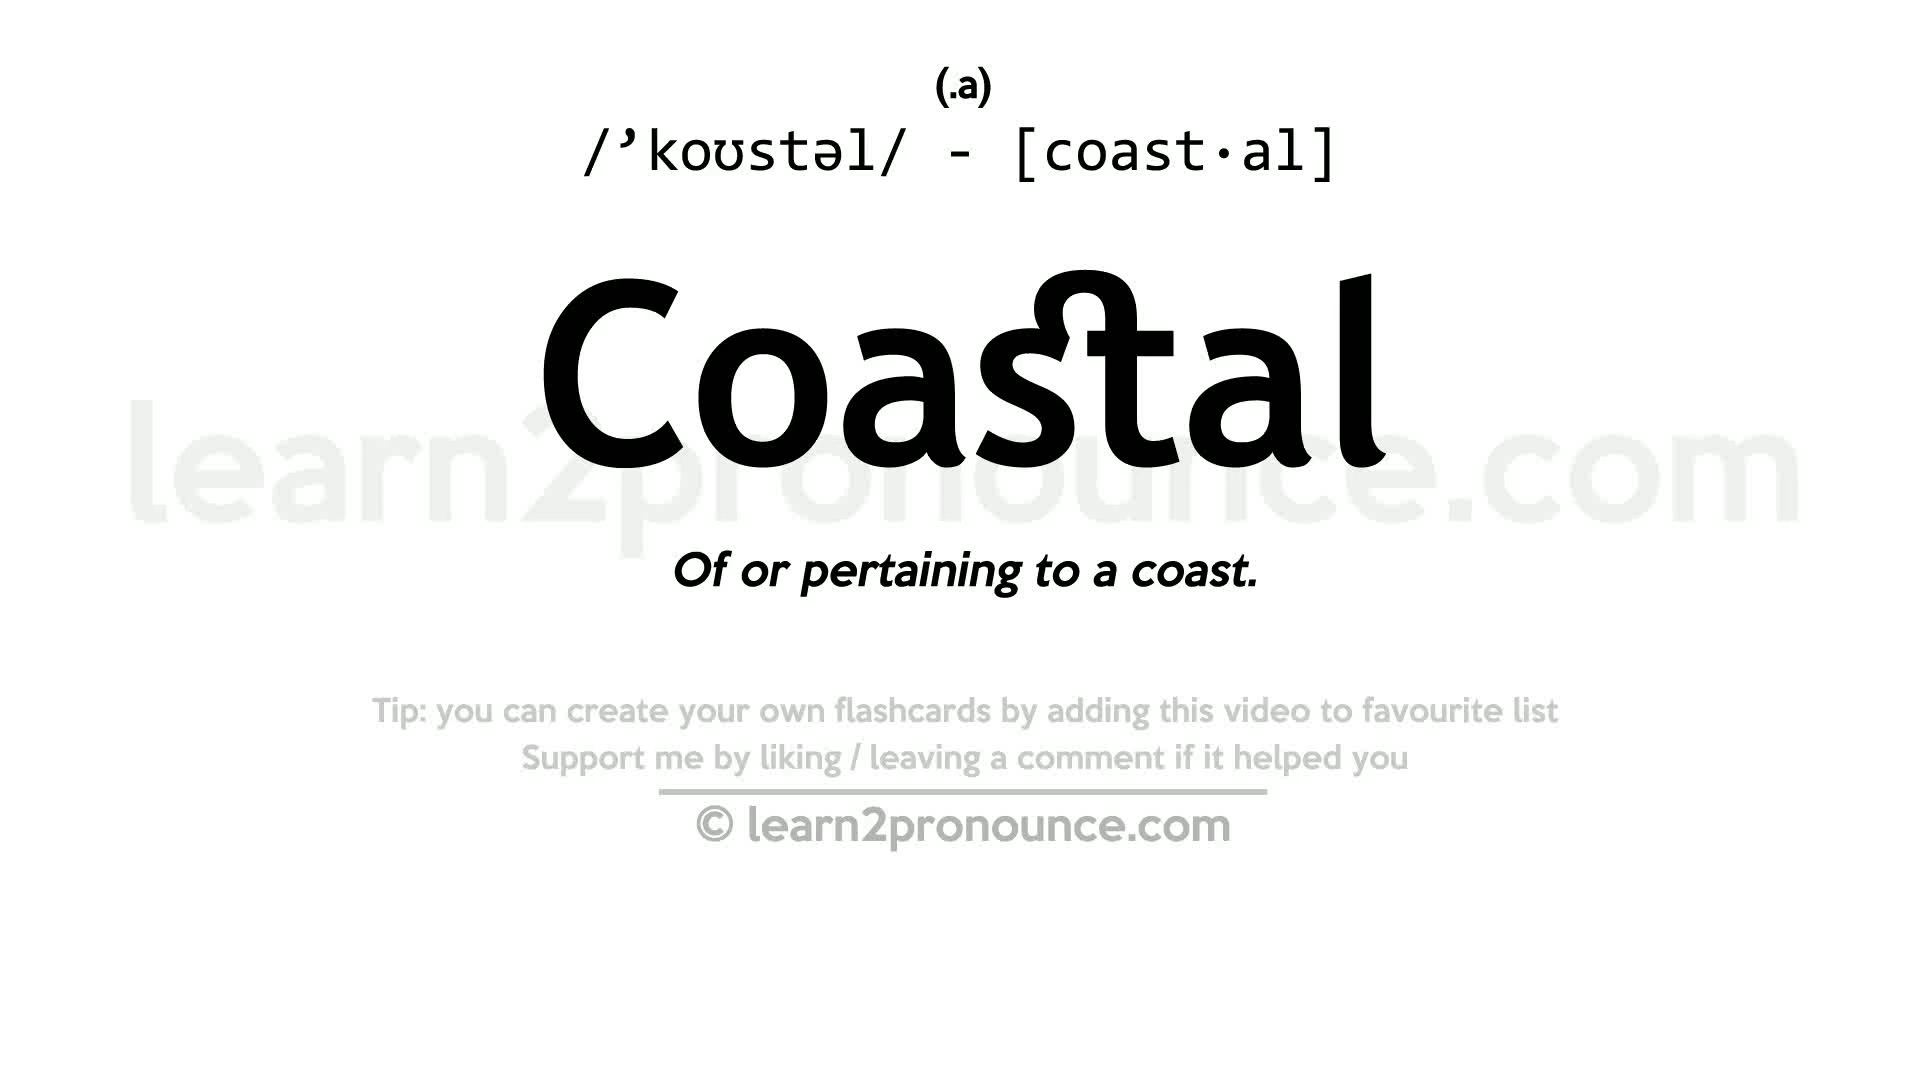 (.a)
/’koʊstəl/ - [coast·al]
Coastal
learn2pronounce.com
Of or pertaining to a coast.
Tip: you can create your own flashcards by adding this video to favourite list
Support me by liking / leaving a comment if it helped you
© learn2pronounce.com